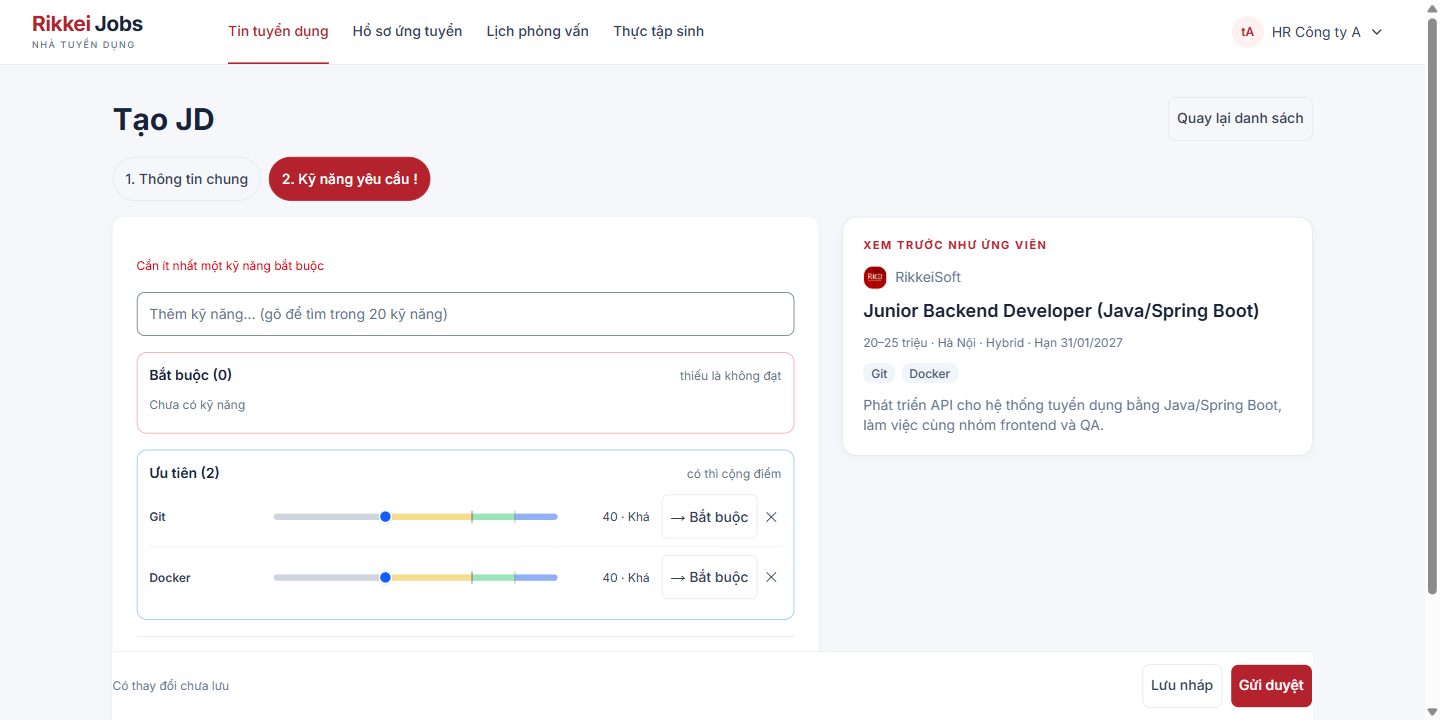 Rikkei Jobs
NHÀ TUYỂN DỤNG
Tin tuyển dụng
Hồ sơ ứng tuyển
Lịch phỏng vấn
Thực tập sinh
tA
HR Công ty A
Tạo JD
Quay lại danh sách
1. Thông tin chung
2. Kỹ năng yêu cầu !
Cần ít nhất một kỹ năng bắt buộc
Thêm kỹ năng... (gõ để tìm trong 20 kỹ năng)
Bắt buộc (0)
thiếu là không đạt
Chưa có kỹ năng
Ưu tiên (2)
có thì cộng điểm
Git
40 · Khá
→ Bắt buộc
Docker
40 · Khá
→ Bắt buộc
XEM TRƯỚC NHƯ ỨNG VIÊN
RikkeiSoft
Junior Backend Developer (Java/Spring Boot)
20–25 triệu · Hà Nội · Hybrid · Hạn 31/01/2027
Git
Docker
Phát triển API cho hệ thống tuyển dụng bằng Java/Spring Boot,
làm việc cùng nhóm frontend và QA.
Có thay đổi chưa lưu
Lưu nháp
Gửi duyệt